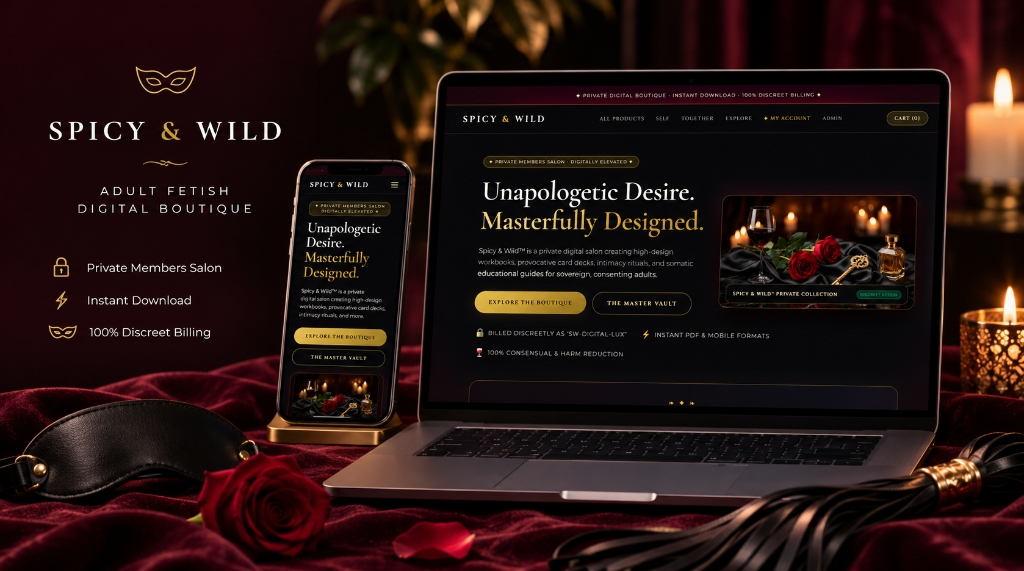 SPICY & WILD
ADULT FETISH
DIGITAL BOUTIQUE
Private Members Salon
Instant Download
100% Discreet Billing
SPICY & WILD
✦ PRIVATE MEMBERS SALON ·
DIGITALLY ELEVATED ✦
Unapologetic
Desire.
Masterfully
Designed.
Spicy & Wild™ is a private
digital salon creating high-design
workbooks, provocative card decks,
intimacy rituals, and more.
EXPLORE THE BOUTIQUE
THE MASTER VAULT
✦ PRIVATE DIGITAL BOUTIQUE · INSTANT DOWNLOAD · 100% DISCREET BILLING ✦
SPICY & WILD
ALL PRODUCTS SELF TOGETHER EXPLORE ✦ MY ACCOUNT ADMIN
CART (0)
✦ PRIVATE MEMBERS SALON · DIGITALLY ELEVATED ✦
Unapologetic Desire.
Masterfully Designed.
Spicy & Wild™ is a private digital salon creating high-design
workbooks, provocative card decks, intimacy rituals, and somatic
educational guides for sovereign, consenting adults.
EXPLORE THE BOUTIQUE
THE MASTER VAULT
BILLED DISCREETLY AS 'SW-DIGITAL-LUX'
INSTANT PDF & MOBILE FORMATS
100% CONSENSUAL & HARM REDUCTION
SPICY & WILD™ PRIVATE COLLECTION